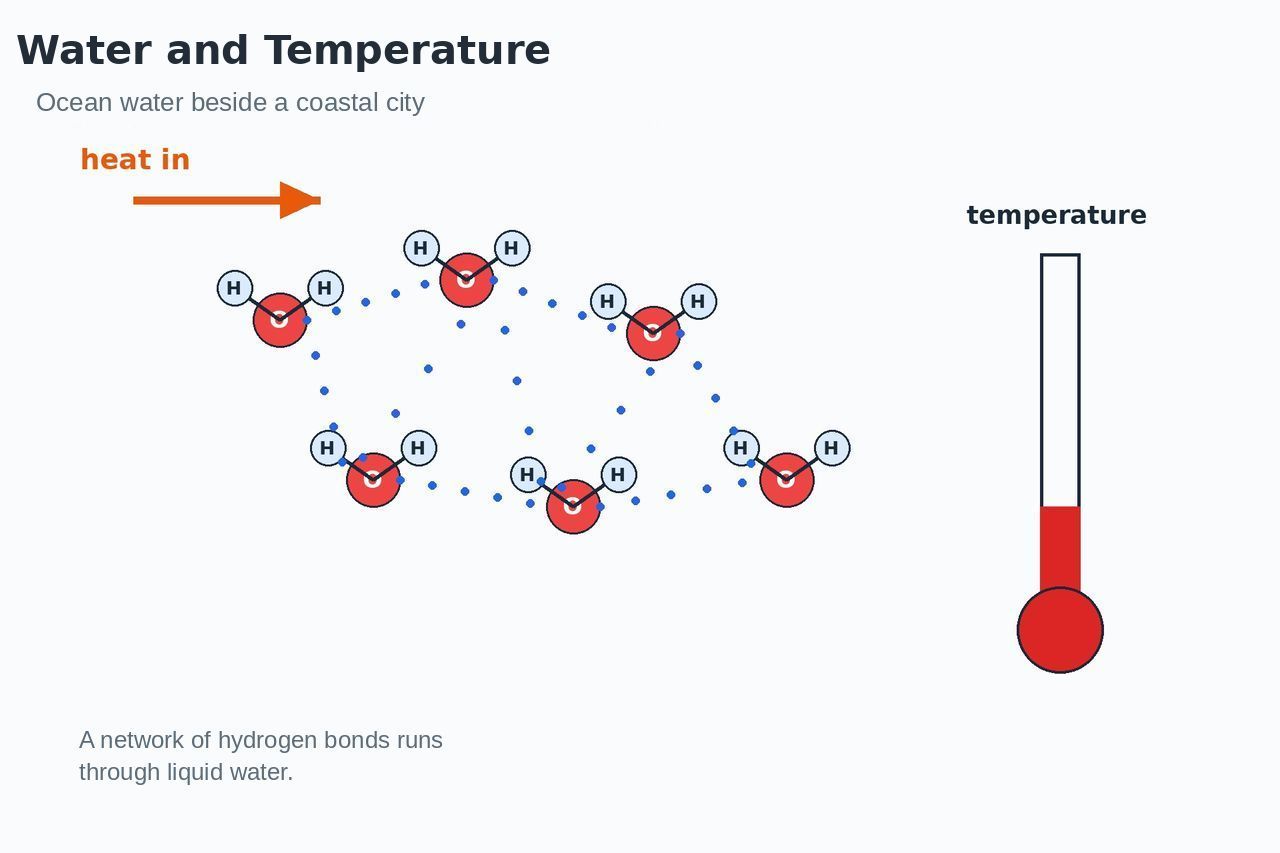 Water and Temperature
Ocean water beside a coastal city
heat in
temperature
H H
O
H H
O
H H
O
H H
O
H H
O
H H
O
A network of hydrogen bonds runs
through liquid water.